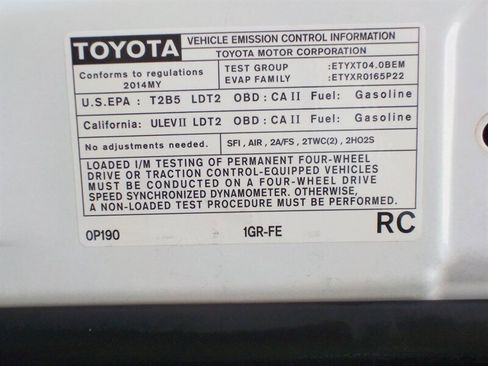 TOYOTA
VEHICLE EMISSION CONTROL INFORMATION
TOYOTA MOTOR CORPORATION
Conforms to regulations
2014MY
TEST GROUP :ETYXT04.0BEM
EVAP FAMILY :ETYXR0165P22
U.S.EPA : T2B5 LDT2 OBD : CA II Fuel: Gasoline
California: ULEVII LDT2 OBD : CA II Fuel: Gasoline
No adjustments needed. SFI , AIR , 2A/FS , 2TWC(2) , 2HO2S
LOADED I/M TESTING OF PERMANENT FOUR-WHEEL
DRIVE OR TRACTION CONTROL-EQUIPPED VEHICLES
MUST BE CONDUCTED ON A FOUR-WHEEL DRIVE
SPEED SYNCHRONIZED DYNAMOMETER. OTHERWISE,
A NON-LOADED TEST PROCEDURE MUST BE PERFORMED.
0P190 1GR-FE RC